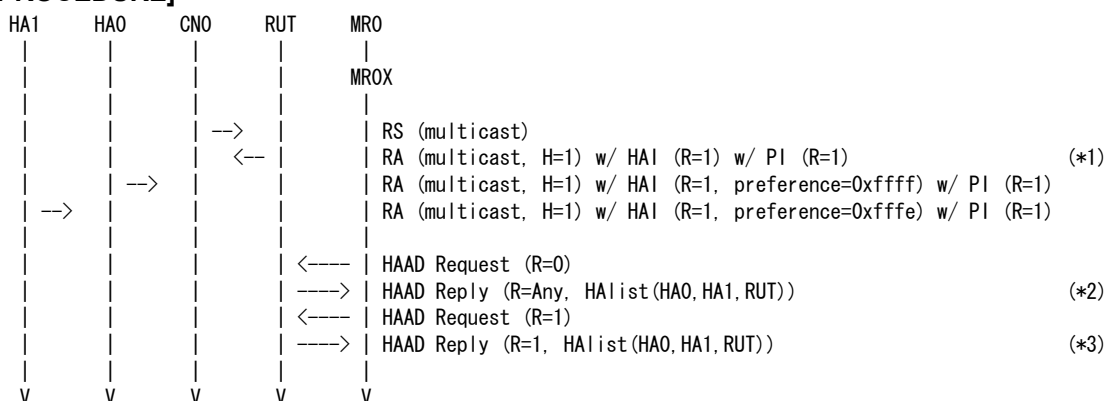 HA1 HA0 CN0 RUT MR0
| | | | |
| | | | MR0X
| | | | |
| | | --> | | RS (multicast)
| | | <-- | | RA (multicast, H=1) w/ HAI (R=1) w/ PI (R=1) (*1)
| | --> | | | RA (multicast, H=1) w/ HAI (R=1, preference=0xffff) w/ PI (R=1)
| --> | | | | RA (multicast, H=1) w/ HAI (R=1, preference=0xfffe) w/ PI (R=1)
| | | | |
| | | | <---- | HAAD Request (R=0)
| | | | ----> | HAAD Reply (R=Any, HAlist(HA0,HA1,RUT)) (*2)
| | | | <---- | HAAD Request (R=1)
| | | | ----> | HAAD Reply (R=1, HAlist(HA0,HA1,RUT)) (*3)
| | | | |
V V V V V